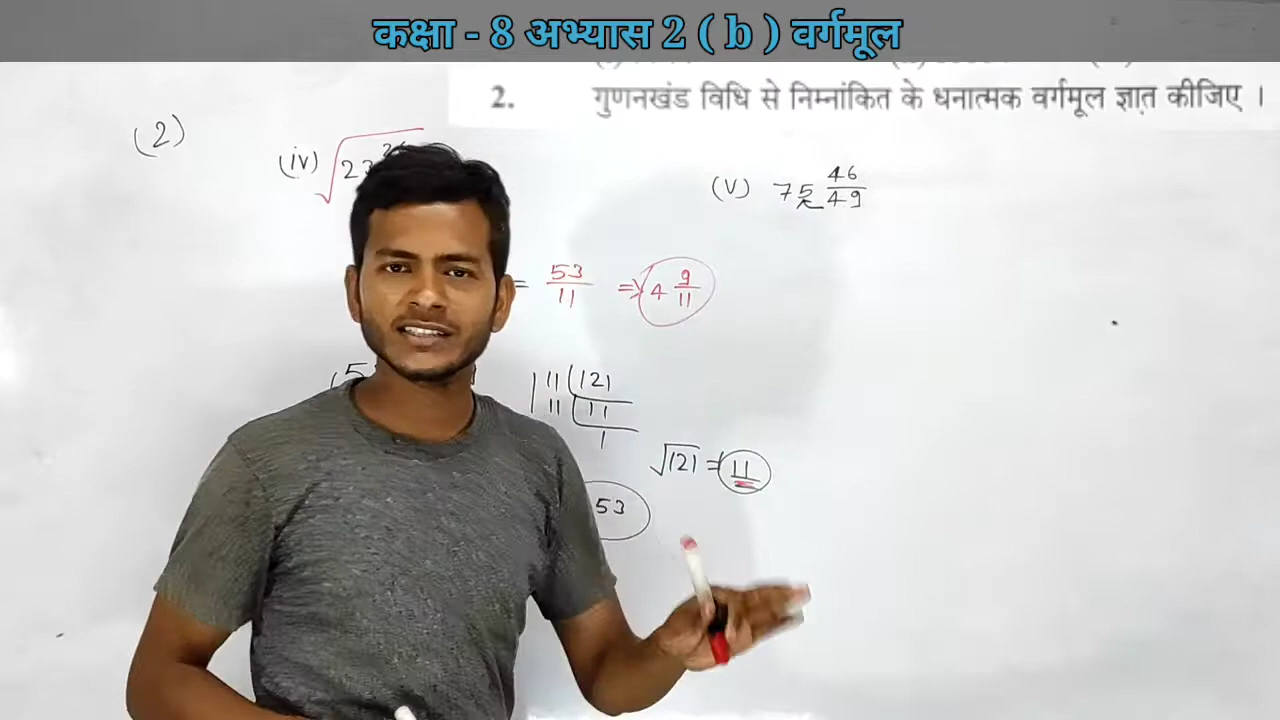 कक्षा - 8 अभ्यास 2 ( b ) वर्गमूल
2. गुणनखंड विधि से निम्नांकित के धनात्मक वर्गमूल ज्ञात कीजिए ।
(2)
(iv) √23
(V) 75 46/49
= 53/11 ⇒ 4 9/11
11 | 121
11 | 11
1
√121 = 11
53